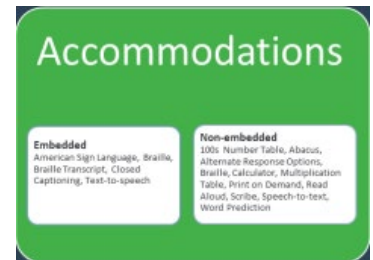 Accommodations
Embedded
American Sign Language, Braille,
Braille Transcript, Closed
Captioning, Text-to-speech
Non-embedded
100s Number Table, Abacus,
Alternate Response Options,
Braille, Calculator, Multiplication
Table, Print on Demand, Read
Aloud, Scribe, Speech-to-text,
Word Prediction